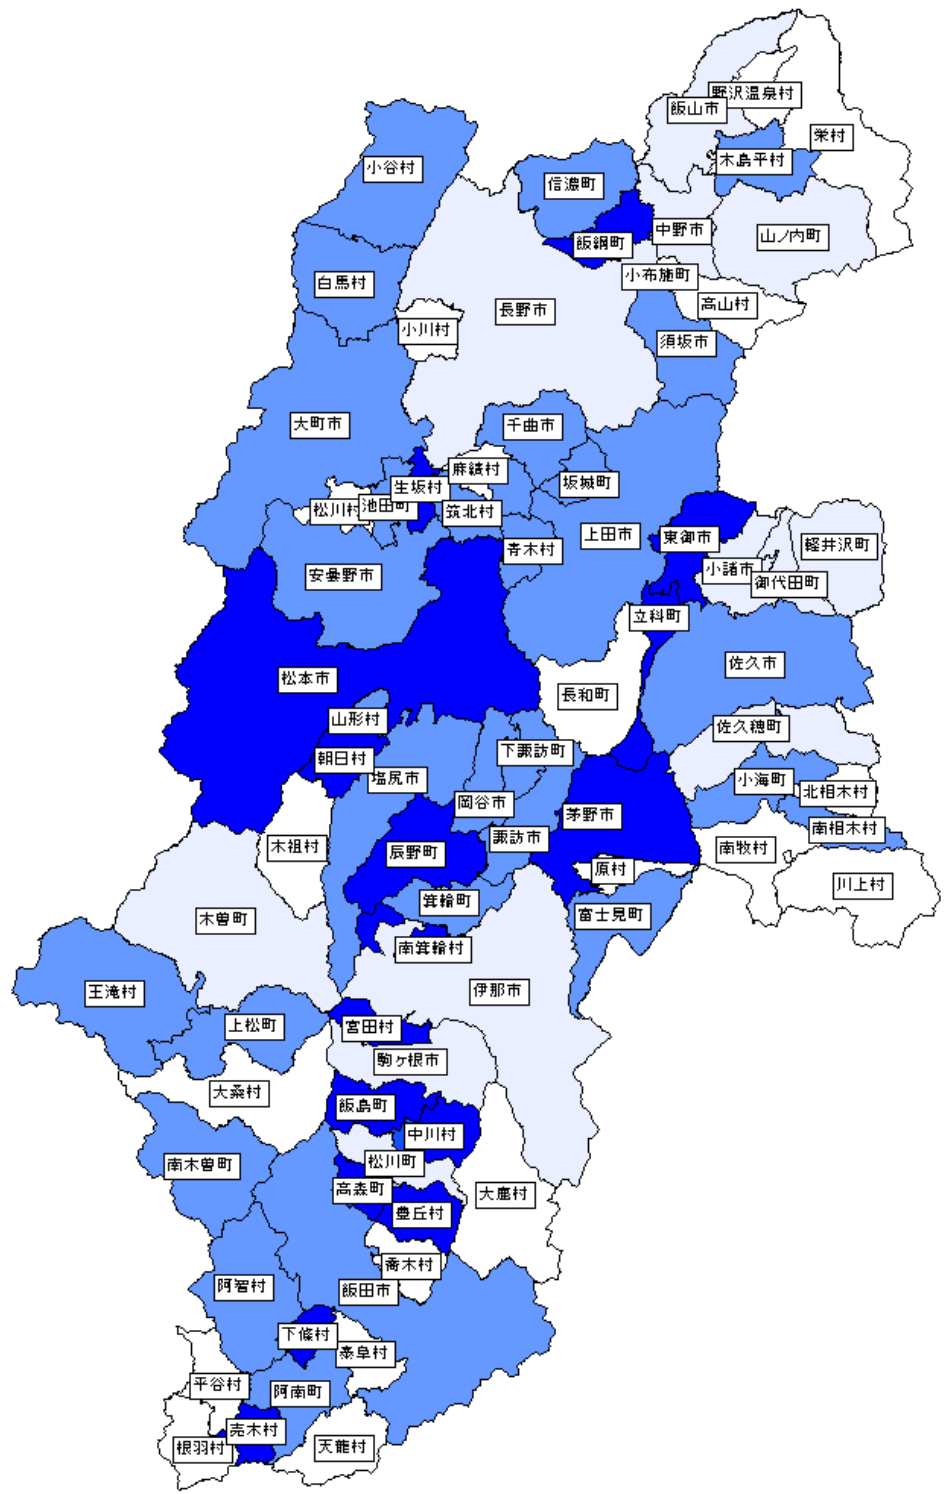 野沢温泉村
飯山市
栄村
木島平村
小谷村
信濃町
中野市
山ノ内町
飯綱町
小布施町
白馬村
高山村
長野市
小川村
須坂市
大町市
千曲市
麻績村
坂城町
生坂村
松川村
池田町
筑北村
上田市
東御市
青木村
軽井沢町
小諸市
御代田町
安曇野市
立科町
佐久市
松本市
長和町
山形村
佐久穂町
下諏訪町
朝日村
塩尻市
小海町
北相木村
岡谷市
茅野市
南相木村
諏訪市
木祖村
辰野町
南牧村
原村
川上村
箕輪町
富士見町
木曽町
南箕輪村
王滝村
伊那市
上松町
宮田村
駒ヶ根市
大桑村
飯島町
中川村
松川町
南木曽町
高森町
大鹿村
豊丘村
喬木村
阿智村
飯田市
下條村
泰阜村
平谷村
阿南町
売木村
根羽村
天龍村